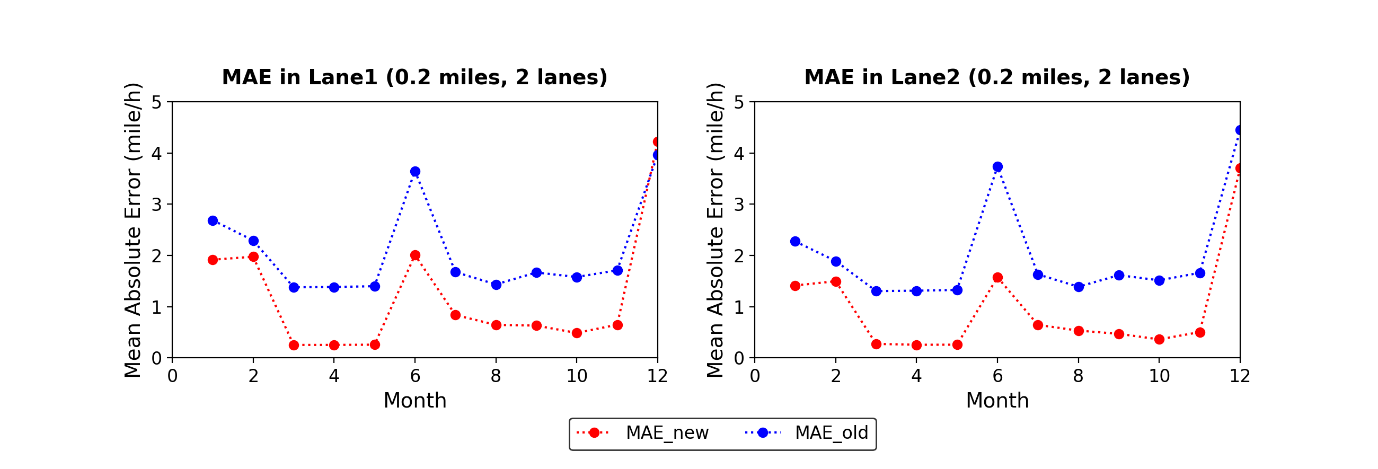 MAE in Lane1 (0.2 miles, 2 lanes)
Mean Absolute Error (mile/h)
5
4
3
2
1
0
0 2 4 6 8 10 12
Month
MAE in Lane2 (0.2 miles, 2 lanes)
Mean Absolute Error (mile/h)
5
4
3
2
1
0
0 2 4 6 8 10 12
Month
MAE_new MAE_old